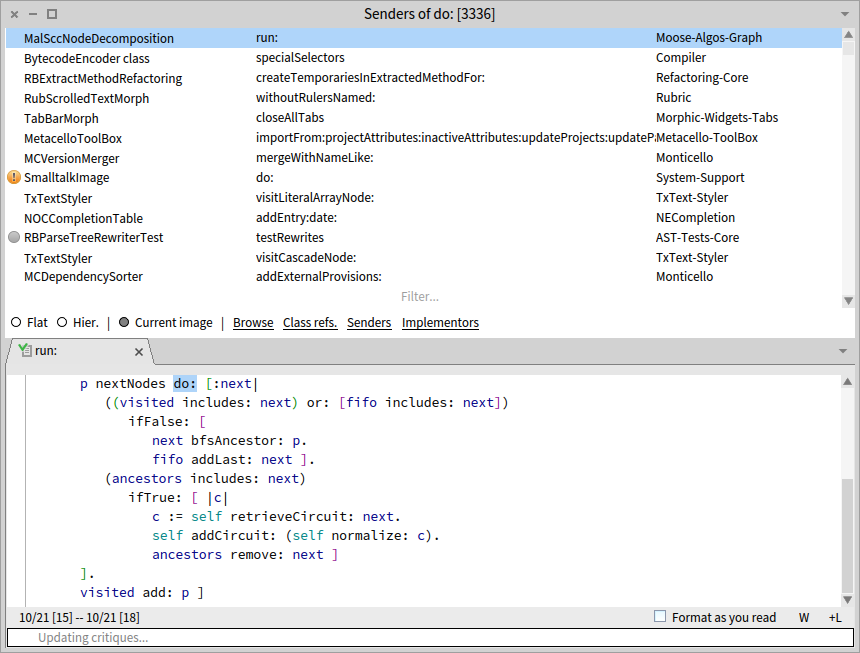 Senders of do: [3336]
MalSccNodeDecomposition run: Moose-Algos-Graph
BytecodeEncoder class specialSelectors Compiler
RBExtractMethodRefactoring createTemporariesInExtractedMethodFor: Refactoring-Core
RubScrolledTextMorph withoutRulersNamed: Rubric
TabBarMorph closeAllTabs Morphic-Widgets-Tabs
MetacelloToolBox importFrom:projectAttributes:inactiveAttributes:updateProjects:updatePa Metacello-ToolBox
MCVersionMerger mergeWithNameLike: Monticello
SmalltalkImage do: System-Support
TxTextStyler visitLiteralArrayNode: TxText-Styler
NOCCompletionTable addEntry:date: NECompletion
RBParseTreeRewriterTest testRewrites AST-Tests-Core
TxTextStyler visitCascadeNode: TxText-Styler
MCDependencySorter addExternalProvisions: Monticello
Filter...
Flat Hier. | Current image | Browse Class refs. Senders Implementors
run:
p nextNodes do: [:next|
((visited includes: next) or: [fifo includes: next])
ifFalse: [
next bfsAncestor: p.
fifo addLast: next ].
(ancestors includes: next)
ifTrue: [ |c|
c := self retrieveCircuit: next.
self addCircuit: (self normalize: c).
ancestors remove: next ]
].
visited add: p ]
10/21 [15] -- 10/21 [18] Format as you read W +L
Updating critiques...